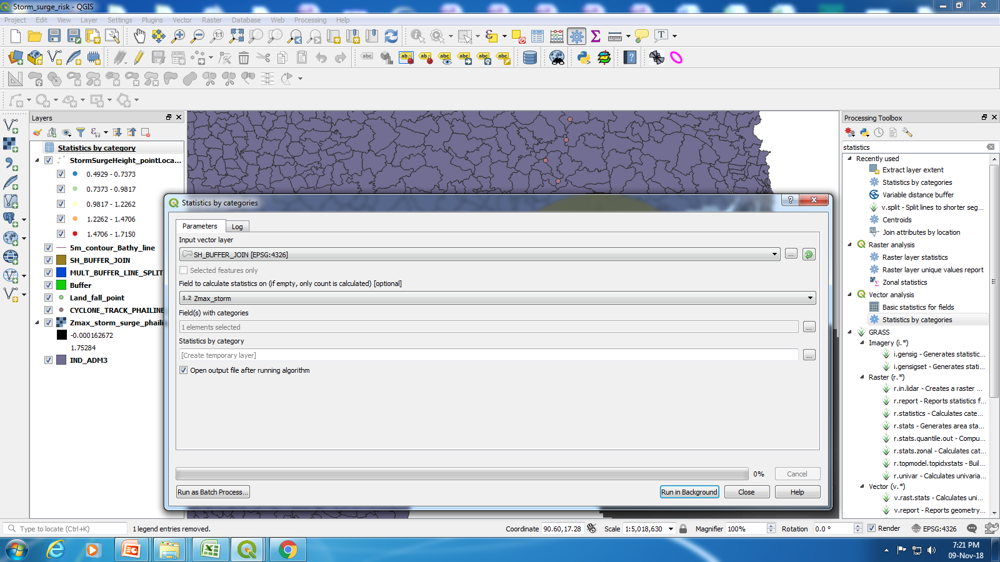 Storm_surge_risk - QGIS
Project Edit View Layer Settings Plugins Vector Raster Database Web Processing Help
Layers
Statistics by category
StormSurgeHeight_pointLoca...
0.4929 - 0.7373
0.7373 - 0.9817
0.9817 - 1.2262
1.2262 - 1.4706
1.4706 - 1.7150
5m_contour_Bathy_line
SH_BUFFER_JOIN
MULT_BUFFER_LINE_SPLIT
Buffer
Land_fall_point
CYCLONE_TRACK_PHAILINE
Zmax_storm_surge_phaili
-0.000162672
1.75284
IND_ADM3
Statistics by categories
Parameters Log
Input vector layer
SH_BUFFER_JOIN [EPSG:4326]
...
Selected features only
Field to calculate statistics on (if empty, only count is calculated) [optional]
1.2 Zmax_storm
Field(s) with categories
1 elements selected
...
Statistics by category
[Create temporary layer]
...
Open output file after running algorithm
0%
Cancel
Run as Batch Process...
Run in Background
Close
Help
Processing Toolbox
statistics
Recently used
Extract layer extent
Statistics by categories
Variable distance buffer
v.split - Split lines to shorter seg...
Centroids
Join attributes by location
Raster analysis
Raster layer statistics
Raster layer unique values report
Zonal statistics
Vector analysis
Basic statistics for fields
Statistics by categories
GRASS
Imagery (i.*)
i.gensig - Generates statistic...
i.gensigset - Generates stati...
Raster (r.*)
r.in.lidar - Creates a raster ...
r.report - Reports statistics f...
r.statistics - Calculates cate...
r.stats - Generates area sta...
r.stats.quantile.out - Compu...
r.stats.zonal - Calculates cat...
r.topmodel.topidxstats - Buil...
r.univar - Calculates univaria...
Vector (v.*)
v.rast.stats - Calculates uni...
v.report - Reports geometry...
Type to locate (Ctrl+K)
1 legend entries removed.
Coordinate 90.60,17.28
Scale 1:5,018,630
Magnifier 100%
Rotation 0.0 °
Render
EPSG:4326
7:21 PM
09-Nov-18